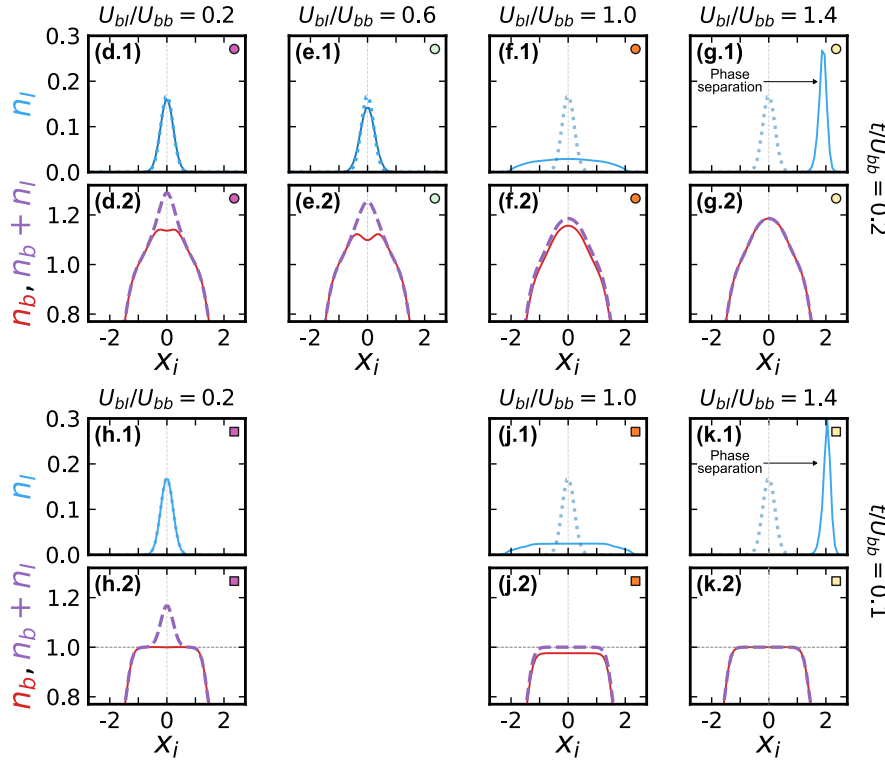 U_bl/U_bb = 0.2
U_bl/U_bb = 0.6
U_bl/U_bb = 1.0
U_bl/U_bb = 1.4
0.3
0.2
0.1
0.0
n_I
(d.1)
(e.1)
(f.1)
(g.1)
Phase
separation
t/U_bb = 0.2
1.2
1.0
0.8
n_b, n_b + n_I
(d.2)
(e.2)
(f.2)
(g.2)
-2 0 2
-2 0 2
-2 0 2
-2 0 2
x_i
x_i
x_i
x_i
U_bl/U_bb = 0.2
U_bl/U_bb = 1.0
U_bl/U_bb = 1.4
0.3
0.2
0.1
0.0
n_I
(h.1)
(j.1)
(k.1)
Phase
separation
t/U_bb = 0.1
1.2
1.0
0.8
n_b, n_b + n_I
(h.2)
(j.2)
(k.2)
-2 0 2
-2 0 2
-2 0 2
x_i
x_i
x_i